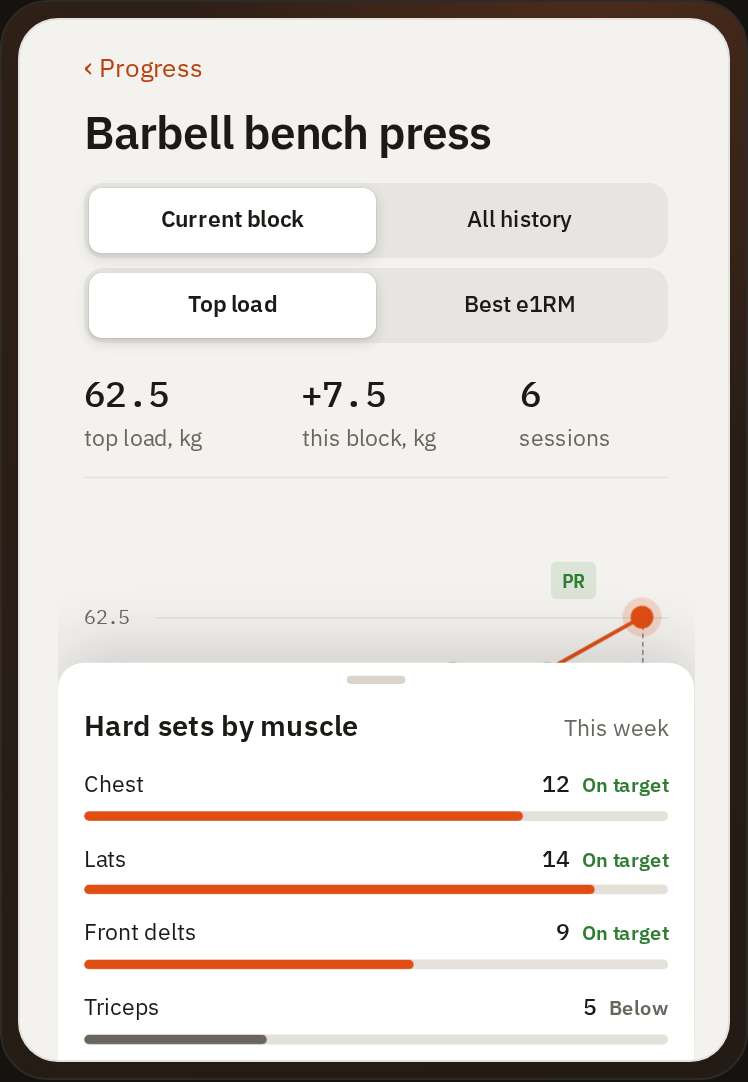 ‹ Progress
Barbell bench press
Current block All history
Top load Best e1RM
62.5 +7.5 6
top load, kg this block, kg sessions
PR
62.5
Hard sets by muscle This week
Chest 12 On target
Lats 14 On target
Front delts 9 On target
Triceps 5 Below